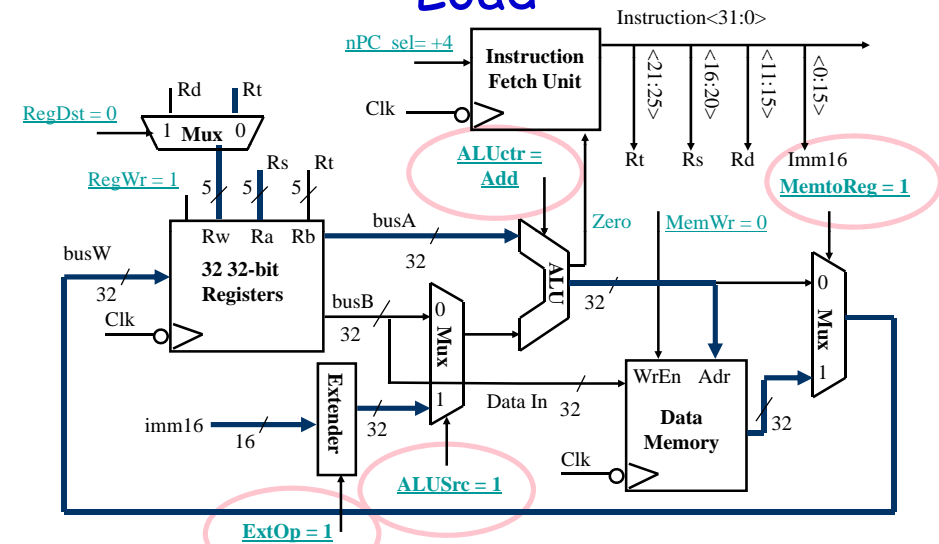 Load
Instruction<31:0>
nPC_sel= +4
Instruction
Fetch Unit
Clk
<21:25>
<16:20>
<11:15>
<0:15>
Rt
Rs
Rd
Imm16
Rd
Rt
RegDst = 0
1 Mux 0
ALUctr =
Add
MemtoReg = 1
RegWr = 1
5
5
5
Rs
Rt
Zero
MemWr = 0
busA
32
Rw Ra Rb
busW
32
32 32-bit
Registers
Clk
busB
32
0
Mux
1
ALU
32
0
Mux
1
WrEn Adr
Data In
32
Data
Memory
32
Clk
imm16
16
Extender
32
ALUSrc = 1
ExtOp = 1